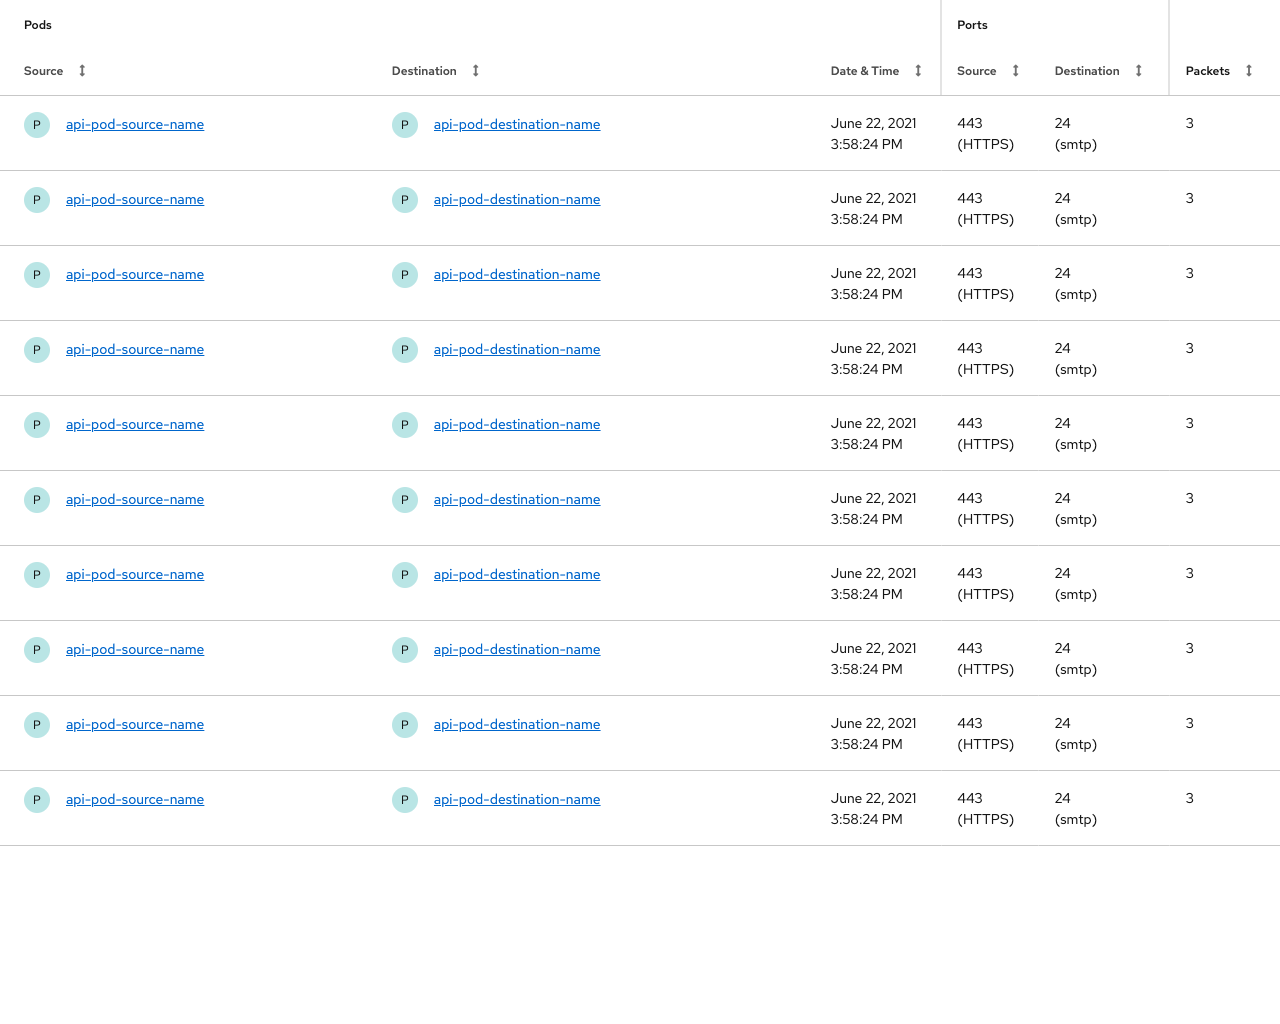 Pods Ports
Source Destination Date & Time Source Destination Packets
P api-pod-source-name P api-pod-destination-name June 22, 2021 443 24 3
3:58:24 PM (HTTPS) (smtp)
P api-pod-source-name P api-pod-destination-name June 22, 2021 443 24 3
3:58:24 PM (HTTPS) (smtp)
P api-pod-source-name P api-pod-destination-name June 22, 2021 443 24 3
3:58:24 PM (HTTPS) (smtp)
P api-pod-source-name P api-pod-destination-name June 22, 2021 443 24 3
3:58:24 PM (HTTPS) (smtp)
P api-pod-source-name P api-pod-destination-name June 22, 2021 443 24 3
3:58:24 PM (HTTPS) (smtp)
P api-pod-source-name P api-pod-destination-name June 22, 2021 443 24 3
3:58:24 PM (HTTPS) (smtp)
P api-pod-source-name P api-pod-destination-name June 22, 2021 443 24 3
3:58:24 PM (HTTPS) (smtp)
P api-pod-source-name P api-pod-destination-name June 22, 2021 443 24 3
3:58:24 PM (HTTPS) (smtp)
P api-pod-source-name P api-pod-destination-name June 22, 2021 443 24 3
3:58:24 PM (HTTPS) (smtp)
P api-pod-source-name P api-pod-destination-name June 22, 2021 443 24 3
3:58:24 PM (HTTPS) (smtp)